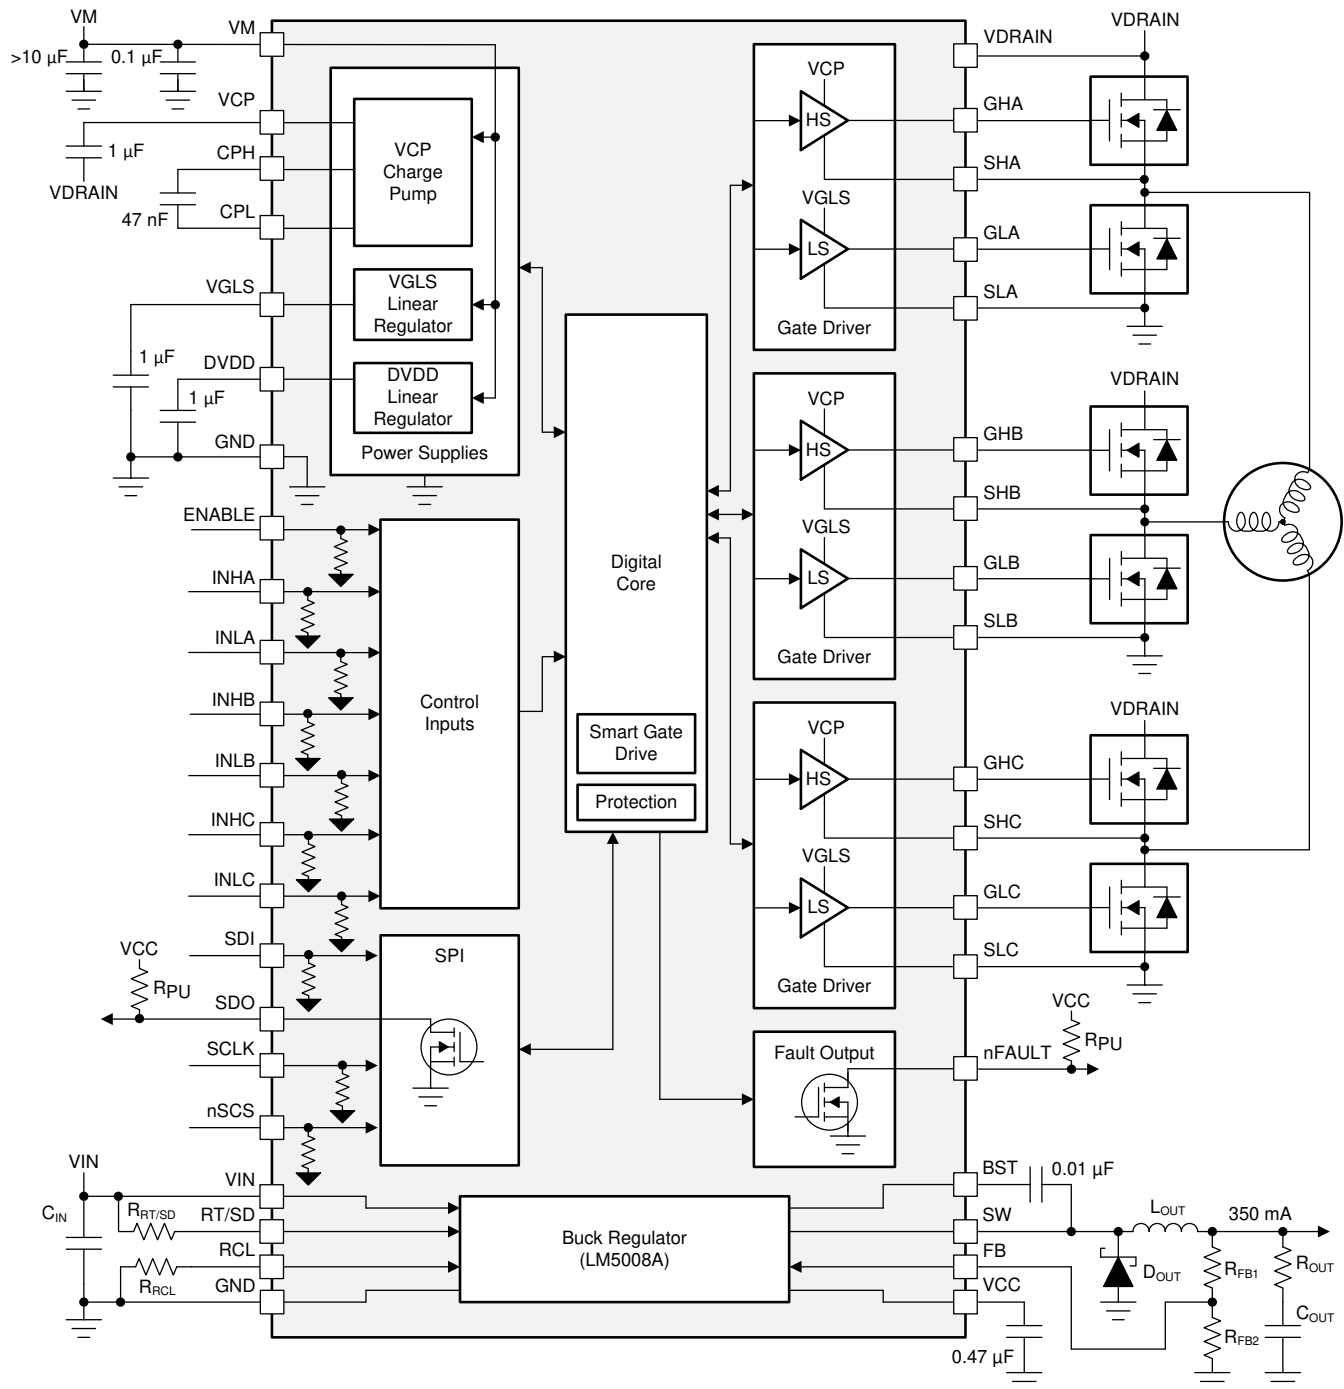 VM
VM
>10 µF
0.1 µF
VCP
1 µF
VDRAIN
CPH
47 nF
CPL
VGLS
1 µF
DVDD
1 µF
GND
VCP
Charge
Pump
VGLS
Linear
Regulator
DVDD
Linear
Regulator
Power Supplies
ENABLE
INHA
INLA
INHB
INLB
INHC
INLC
Control
Inputs
SDI
VCC
RPU
SDO
SCLK
nSCS
SPI
Digital
Core
Smart Gate
Drive
Protection
VCP
HS
VGLS
LS
Gate Driver
VCP
HS
VGLS
LS
Gate Driver
VCP
HS
VGLS
LS
Gate Driver
Fault Output
VDRAIN
VDRAIN
GHA
SHA
GLA
SLA
VDRAIN
GHB
SHB
GLB
SLB
VDRAIN
GHC
SHC
GLC
SLC
VCC
RPU
nFAULT
VIN
VIN
CIN
RRT/SD
RT/SD
RCL
RRCL
GND
Buck Regulator
(LM5008A)
BST
0.01 µF
SW
LOUT
350 mA
FB
DOUT
RFB1
ROUT
VCC
COUT
RFB2
0.47 µF